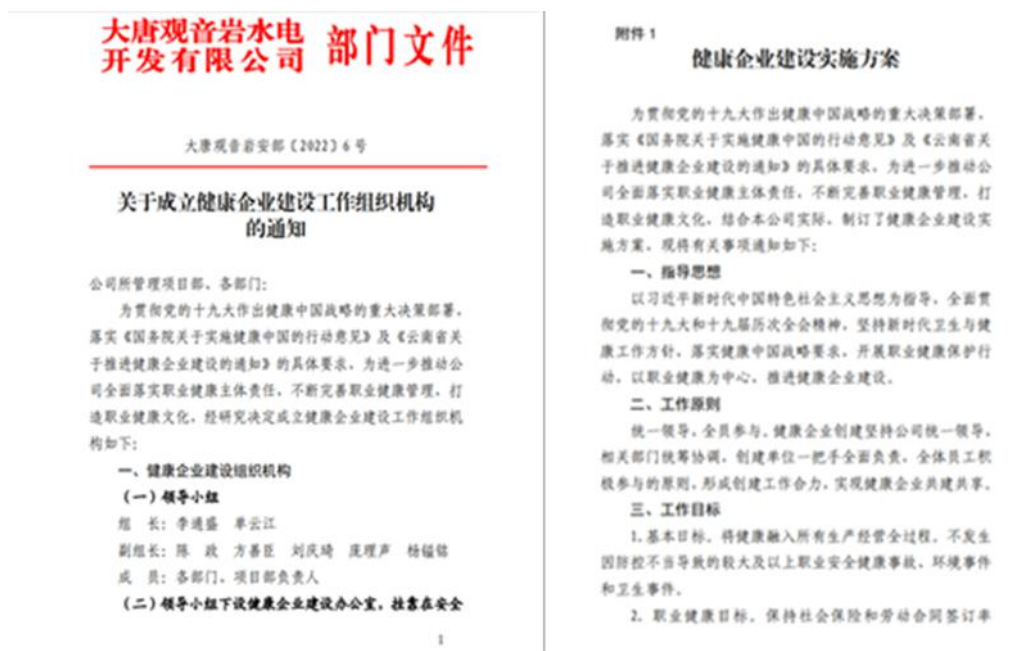 大唐观音岩水电
开发有限公司
部门文件
大唐观音岩安部〔2022〕6号
关于成立健康企业建设工作组织机构
的通知
公司所管理项目部、各部门:
为贯彻党的十九大作出健康中国战略的重大决策部署，
落实《国务院关于实施健康中国的行动意见》及《云南省关
于推进健康企业建设的通知》的具体要求，为进一步推动公
司全面落实职业健康主体责任，不断完善职业健康管理，打
造职业健康文化，经研究决定成立健康企业建设工作组织机
构如下:
一、健康企业建设组织机构
（一）领导小组
组 长: 李通盛 单云江
副组长: 陈 政 方善臣 刘庆琦 庞理声 杨镒铭
成 员: 各部门、项目部负责人
（二）领导小组下设健康企业建设办公室，挂靠在安全
1
附件1
健康企业建设实施方案
为贯彻党的十九大作出健康中国战略的重大决策部署，
落实《国务院关于实施健康中国的行动意见》及《云南省关
于推进健康企业建设的通知》的具体要求，为进一步推动公
司全面落实职业健康主体责任，不断完善职业健康管理，打
造职业健康文化，结合本公司实际，制订了健康企业建设实
施方案，现将有关事项通知如下:
一、指导思想
以习近平新时代中国特色社会主义思想为指导，全面贯
彻党的十九大和十九届历次全会精神，坚持新时代卫生与健
康工作方针，落实健康中国战略要求，开展职业健康保护行
动，以职业健康为中心，推进健康企业建设。
二、工作原则
统一领导，全员参与。健康企业创建坚持公司统一领导，
相关部门统筹协调，创建单位一把手全面负责，全体员工积
极参与的原则，形成创建工作合力，实现健康企业共建共享。
三、工作目标
1.基本目标。将健康融入所有生产经营全过程，不发生
因防控不当导致的较大及以上职业安全健康事故、环境事件
和卫生事件。
2. 职业健康目标。保持社会保险和劳动合同签订率